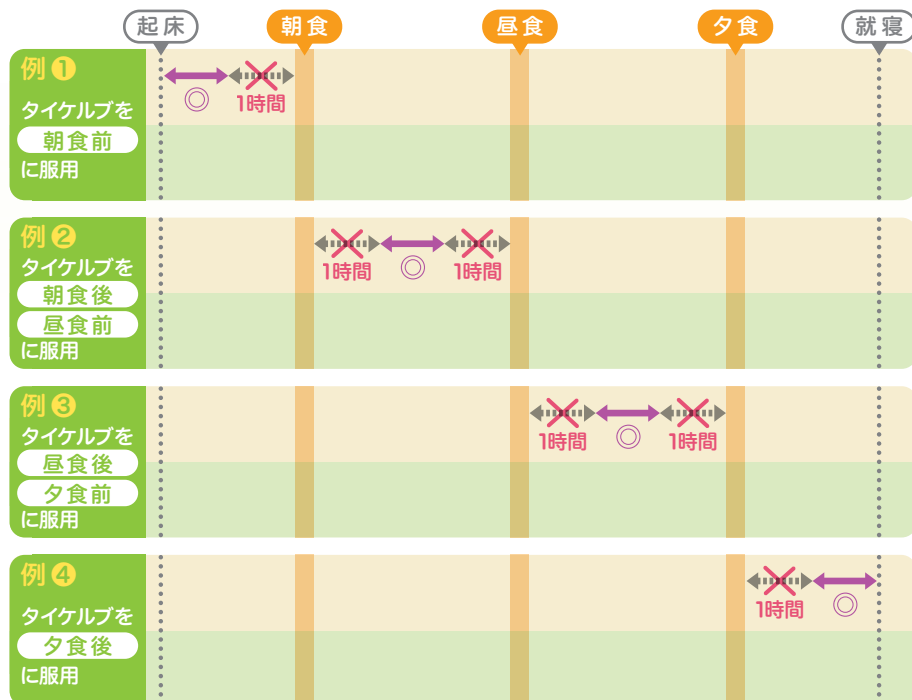 起床
朝食
昼食
夕食
就寝
例❶
タイケルブを
朝食前
に服用
◎
1時間
例❷
タイケルブを
朝食後
昼食前
に服用
1時間
◎
1時間
例❸
タイケルブを
昼食後
夕食前
に服用
1時間
◎
1時間
例❹
タイケルブを
夕食後
に服用
1時間
◎